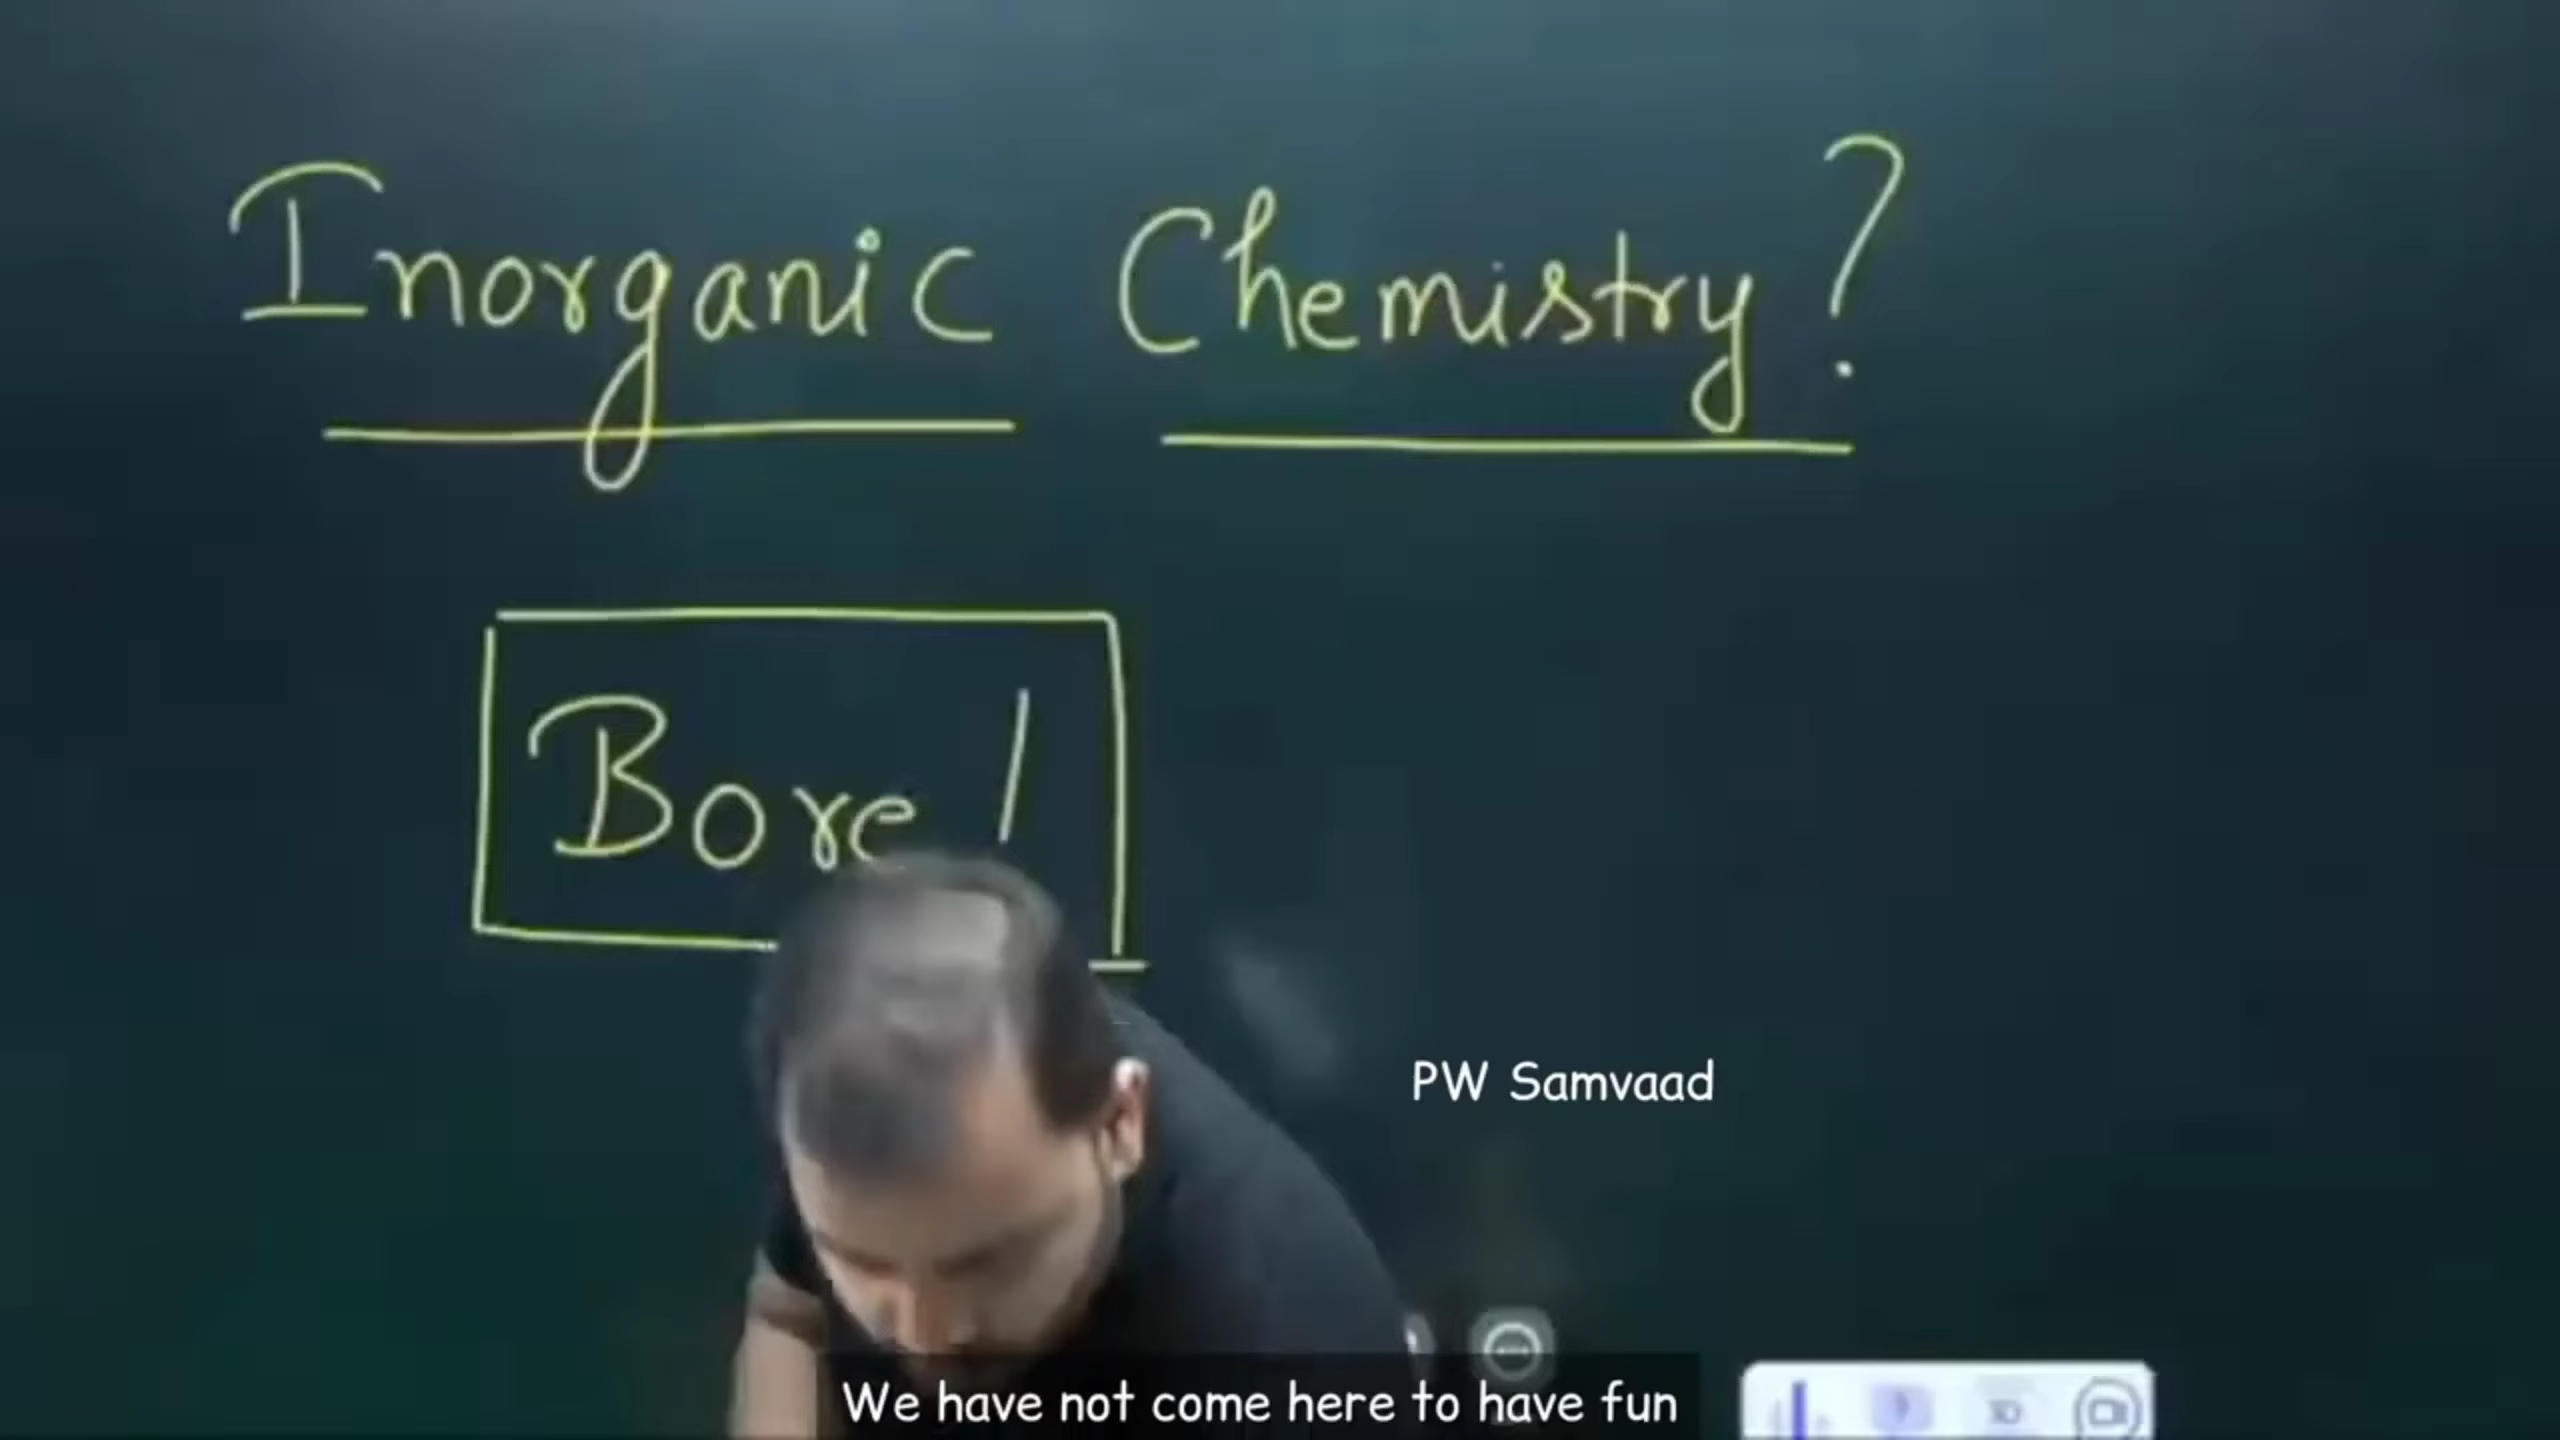 Inorganic Chemistry?
Bore!
PW Samvaad
We have not come here to have fun